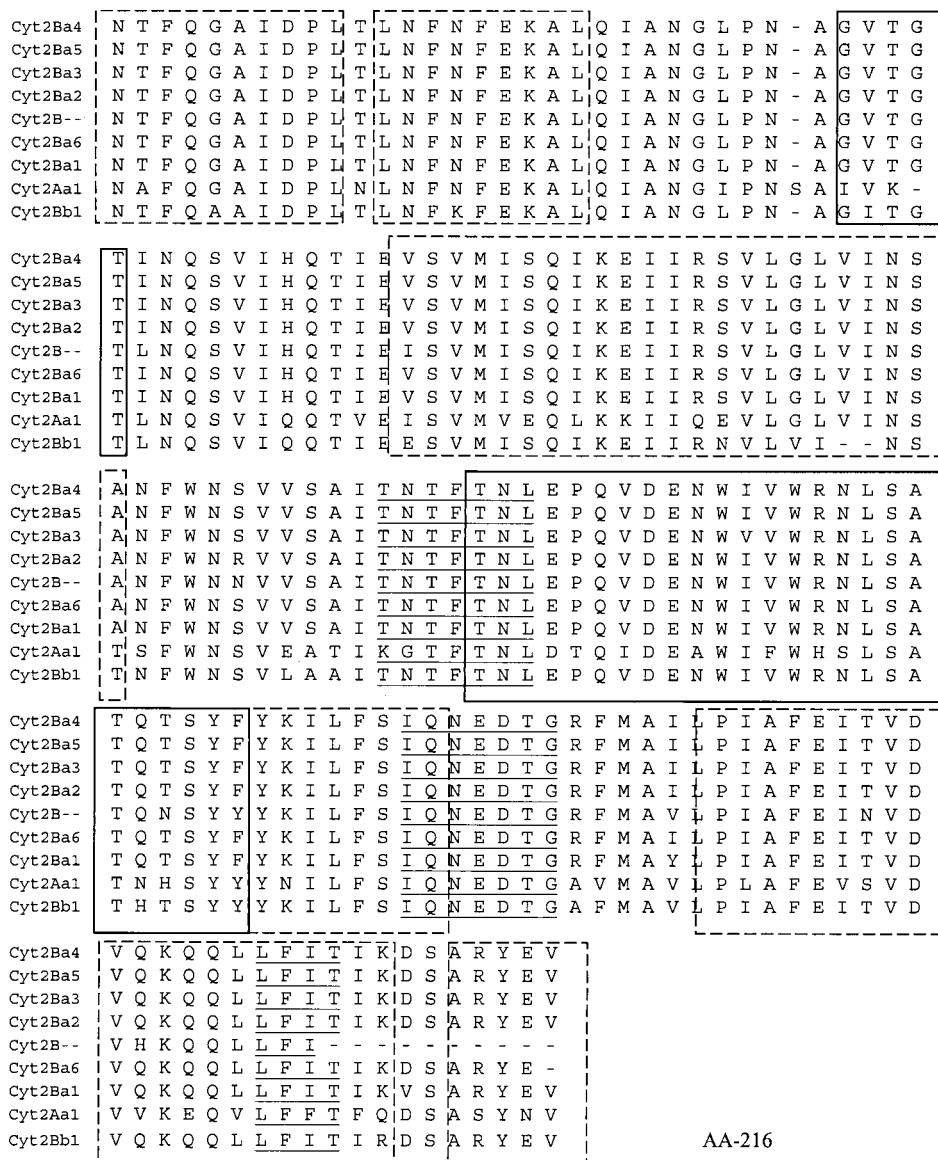 Cyt2Ba4 N T F Q G A I D P L T L N F N F E K A L Q I A N G L P N - A G V T G
Cyt2Ba5 N T F Q G A I D P L T L N F N F E K A L Q I A N G L P N - A G V T G
Cyt2Ba3 N T F Q G A I D P L T L N F N F E K A L Q I A N G L P N - A G V T G
Cyt2Ba2 N T F Q G A I D P L T L N F N F E K A L Q I A N G L P N - A G V T G
Cyt2B-- N T F Q G A I D P L T L N F N F E K A L Q I A N G L P N - A G V T G
Cyt2Ba6 N T F Q G A I D P L T L N F N F E K A L Q I A N G L P N - A G V T G
Cyt2Ba1 N T F Q G A I D P L T L N F N F E K A L Q I A N G L P N - A G V T G
Cyt2Aa1 N A F Q G A I D P L N L N F N F E K A L Q I A N G I P N S A I V K -
Cyt2Bb1 N T F Q A A I D P L T L N F K F E K A L Q I A N G L P N - A G I T G
Cyt2Ba4 T I N Q S V I H Q T I E V S V M I S Q I K E I I R S V L G L V I N S
Cyt2Ba5 T I N Q S V I H Q T I E V S V M I S Q I K E I I R S V L G L V I N S
Cyt2Ba3 T I N Q S V I H Q T I E V S V M I S Q I K E I I R S V L G L V I N S
Cyt2Ba2 T I N Q S V I H Q T I E V S V M I S Q I K E I I R S V L G L V I N S
Cyt2B-- T L N Q S V I H Q T I E I S V M I S Q I K E I I R S V L G L V I N S
Cyt2Ba6 T I N Q S V I H Q T I E V S V M I S Q I K E I I R S V L G L V I N S
Cyt2Ba1 T I N Q S V I H Q T I E V S V M I S Q I K E I I R S V L G L V I N S
Cyt2Aa1 T L N Q S V I Q Q T V E I S V M V E Q L K K I I Q E V L G L V I N S
Cyt2Bb1 T L N Q S V I Q Q T I E E S V M I S Q I K E I I R N V L V I - - N S
Cyt2Ba4 A N F W N S V V S A I T N T F T N L E P Q V D E N W I V W R N L S A
Cyt2Ba5 A N F W N S V V S A I T N T F T N L E P Q V D E N W I V W R N L S A
Cyt2Ba3 A N F W N S V V S A I T N T F T N L E P Q V D E N W V V W R N L S A
Cyt2Ba2 A N F W N R V V S A I T N T F T N L E P Q V D E N W I V W R N L S A
Cyt2B-- A N F W N N V V S A I T N T F T N L E P Q V D E N W I V W R N L S A
Cyt2Ba6 A N F W N S V V S A I T N T F T N L E P Q V D E N W I V W R N L S A
Cyt2Ba1 A N F W N S V V S A I T N T F T N L E P Q V D E N W I V W R N L S A
Cyt2Aa1 T S F W N S V E A T I K G T F T N L D T Q I D E A W I F W H S L S A
Cyt2Bb1 T N F W N S V L A A I T N T F T N L E P Q V D E N W I V W R N L S A
Cyt2Ba4 T Q T S Y F Y K I L F S I Q N E D T G R F M A I L P I A F E I T V D
Cyt2Ba5 T Q T S Y F Y K I L F S I Q N E D T G R F M A I L P I A F E I T V D
Cyt2Ba3 T Q T S Y F Y K I L F S I Q N E D T G R F M A I L P I A F E I T V D
Cyt2Ba2 T Q T S Y F Y K I L F S I Q N E D T G R F M A I L P I A F E I T V D
Cyt2B-- T Q N S Y Y Y K I L F S I Q N E D T G R F M A V L P I A F E I N V D
Cyt2Ba6 T Q T S Y F Y K I L F S I Q N E D T G R F M A I L P I A F E I T V D
Cyt2Ba1 T Q T S Y F Y K I L F S I Q N E D T G R F M A Y L P I A F E I T V D
Cyt2Aa1 T N H S Y Y Y N I L F S I Q N E D T G A V M A V L P L A F E V S V D
Cyt2Bb1 T H T S Y Y Y K I L F S I Q N E D T G A F M A V L P I A F E I T V D
Cyt2Ba4 V Q K Q Q L L F I T I K D S A R Y E V
Cyt2Ba5 V Q K Q Q L L F I T I K D S A R Y E V
Cyt2Ba3 V Q K Q Q L L F I T I K D S A R Y E V
Cyt2Ba2 V Q K Q Q L L F I T I K D S A R Y E V
Cyt2B-- V H K Q Q L L F I - - - - - - - - - -
Cyt2Ba6 V Q K Q Q L L F I T I K D S A R Y E -
Cyt2Ba1 V Q K Q Q L L F I T I K V S A R Y E V
Cyt2Aa1 V V K E Q V L F F T F Q D S A S Y N V
Cyt2Bb1 V Q K Q Q L L F I T I R D S A R Y E V
AA-216